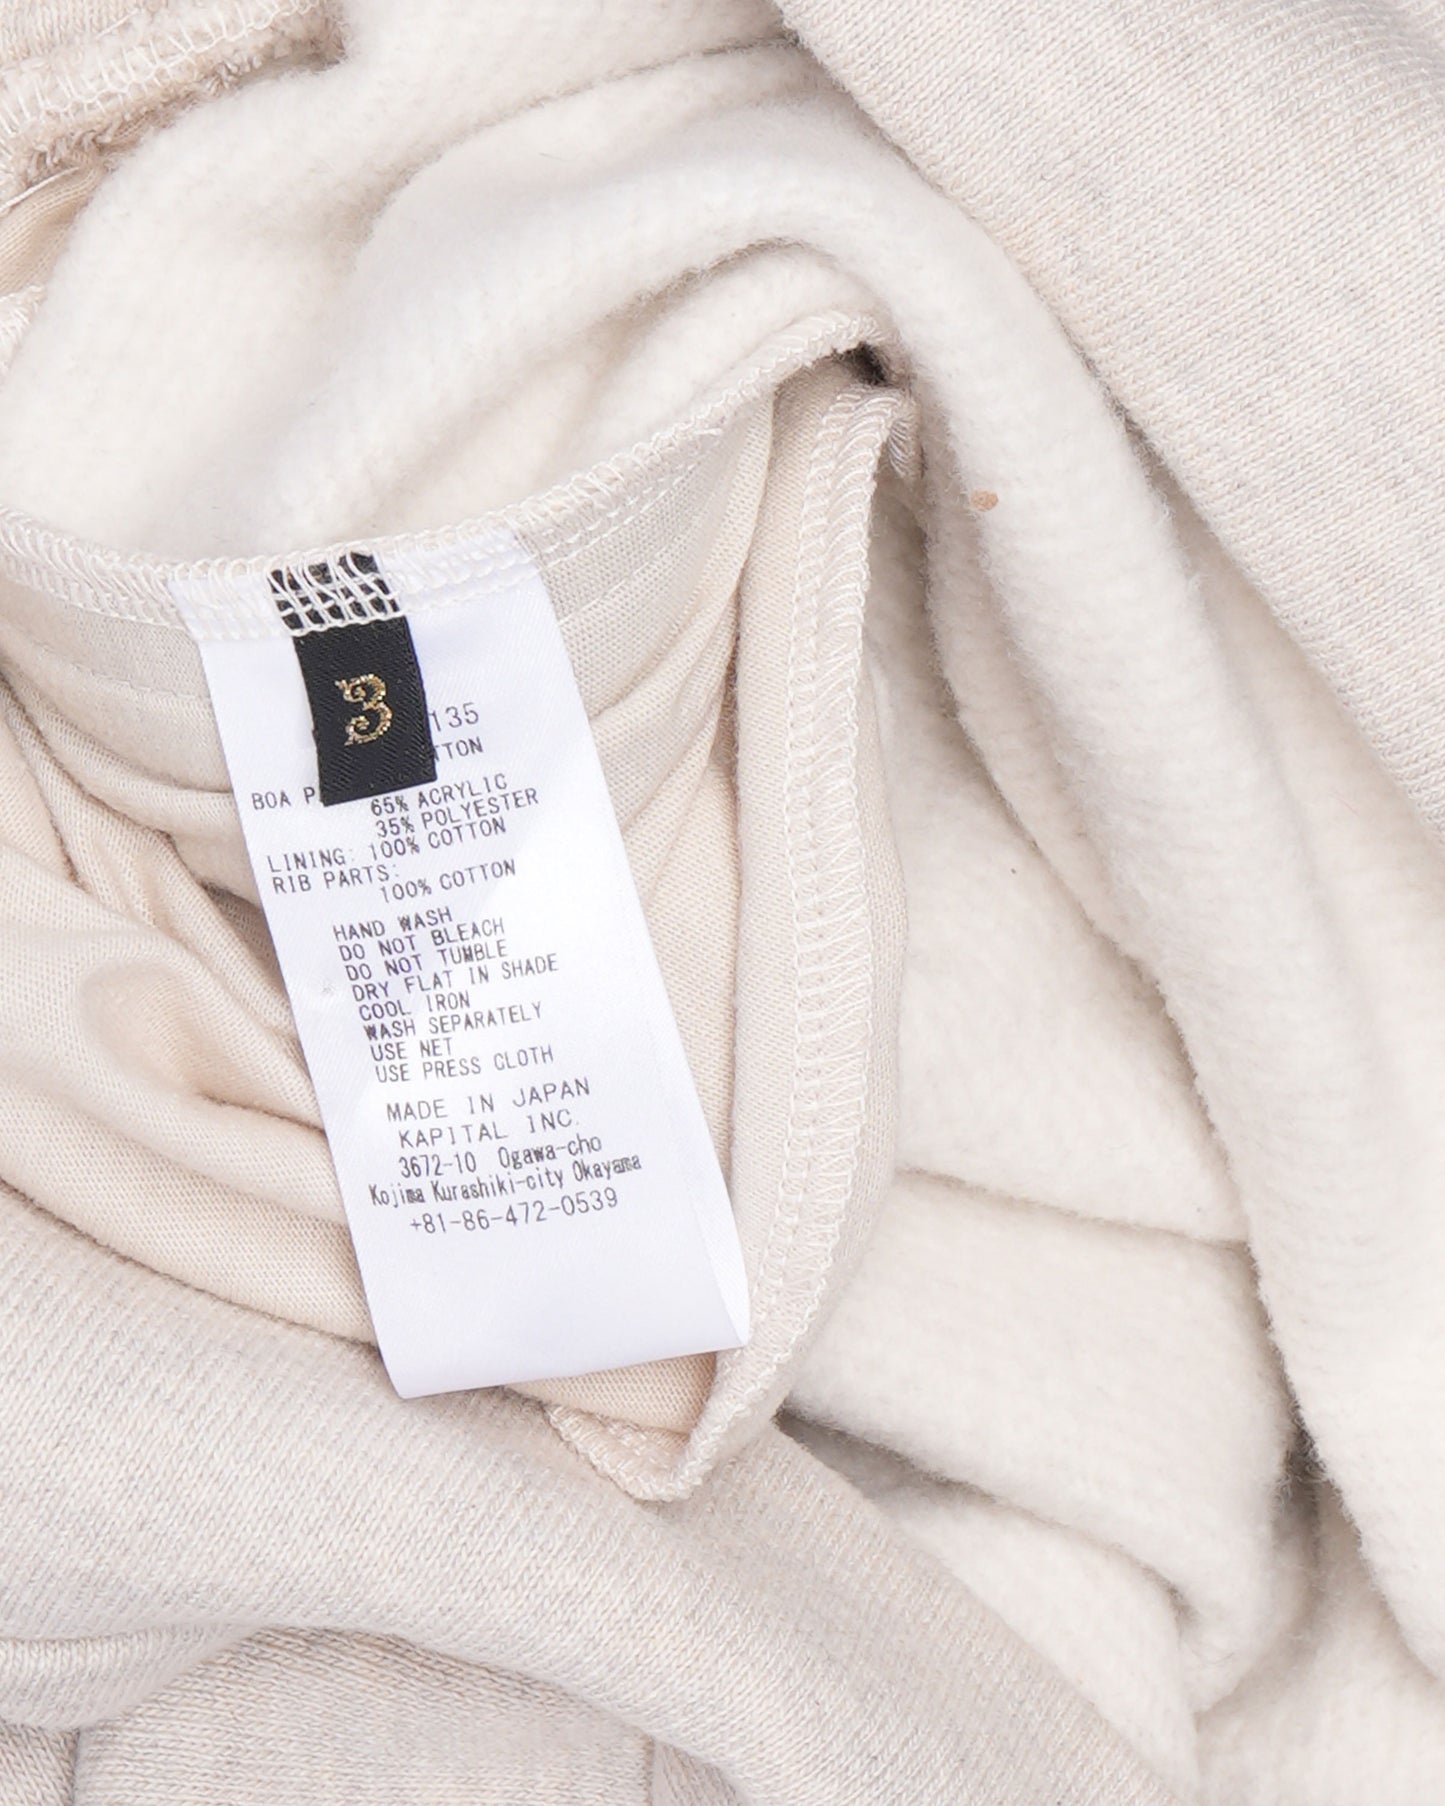 3
135
BOA
65% ACRYLIC
35% POLYESTER
LINING: 100% COTTON
RIB PARTS:
100% COTTON
HAND WASH
DO NOT BLEACH
DO NOT TUMBLE
DRY FLAT IN SHADE
COOL IRON
WASH SEPARATELY
USE NET
USE PRESS CLOTH
MADE IN JAPAN
KAPITAL INC.
3672-10 Ogawa-cho
Kojima Kurashiki-city Okayama
+81-86-472-0539